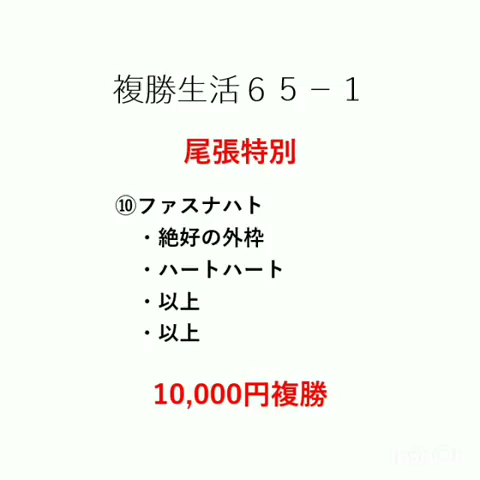 複勝生活６５－１
尾張特別
⑩ファスナハト
・絶好の外枠
・ハートハート
・以上
・以上
10,000円複勝